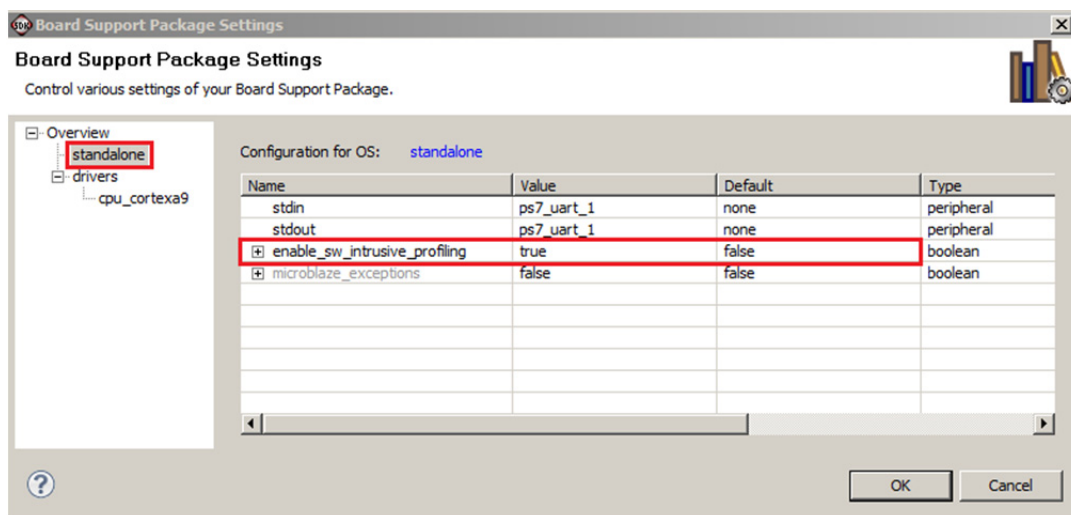 SDK Board Support Package Settings
Board Support Package Settings
Control various settings of your Board Support Package.
Overview
standalone
drivers
cpu_cortexa9
Configuration for OS: standalone
Name Value Default Type
stdin ps7_uart_1 none peripheral
stdout ps7_uart_1 none peripheral
enable_sw_intrusive_profiling true false boolean
microblaze_exceptions false false boolean
?
OK Cancel